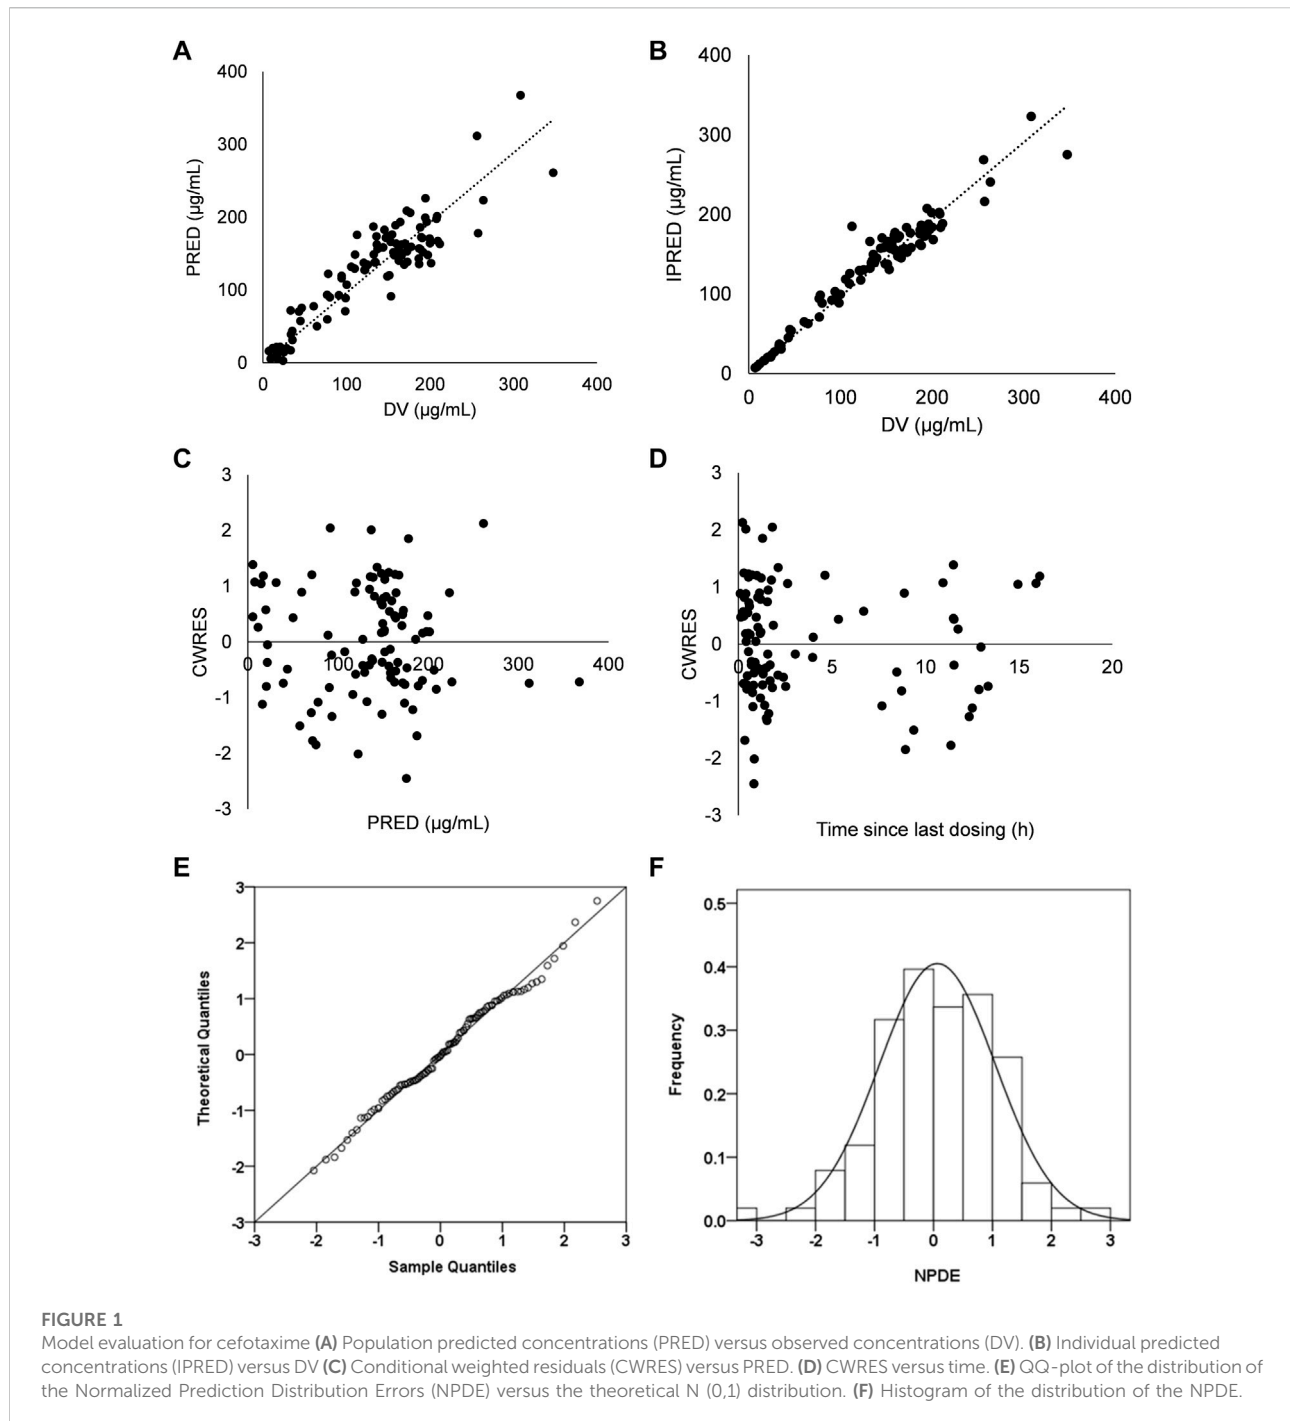 A
400
300
200
100
0
PRED (µg/mL)
0 100 200 300 400
DV (µg/mL)
B
400
300
200
100
0
IPRED (µg/mL)
0 100 200 300 400
DV (µg/mL)
C
3
2
1
0
-1
-2
-3
CWRES
0 100 200 300 400
PRED (µg/mL)
D
3
2
1
0
-1
-2
-3
CWRES
0 5 10 15 20
Time since last dosing (h)
E
3
2
1
0
-1
-2
-3
Theoretical Quantiles
-3 -2 -1 0 1 2 3
Sample Quantiles
F
0.5
0.4
0.3
0.2
0.1
0.0
Frequency
-3 -2 -1 0 1 2 3
NPDE
FIGURE 1
Model evaluation for cefotaxime (A) Population predicted concentrations (PRED) versus observed concentrations (DV). (B) Individual predicted
concentrations (IPRED) versus DV (C) Conditional weighted residuals (CWRES) versus PRED. (D) CWRES versus time. (E) QQ-plot of the distribution of
the Normalized Prediction Distribution Errors (NPDE) versus the theoretical N (0,1) distribution. (F) Histogram of the distribution of the NPDE.